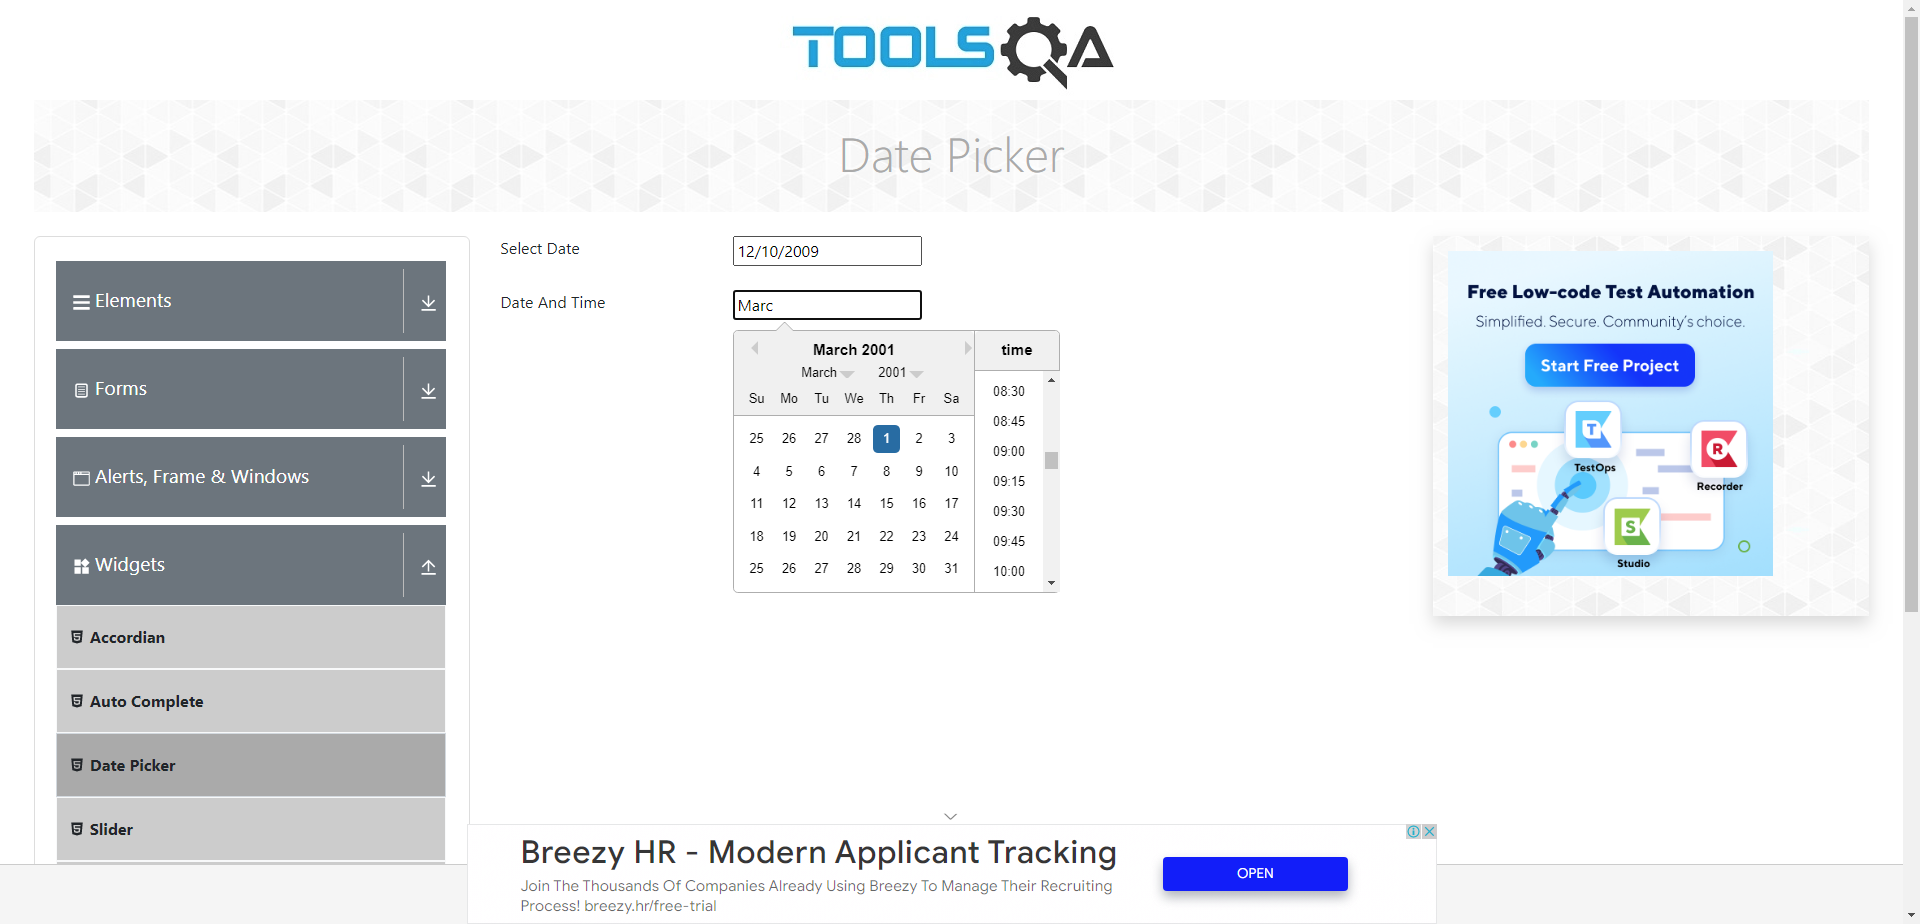 TOOLSQA
Date Picker
Elements
Forms
Alerts, Frame & Windows
Widgets
Accordian
Auto Complete
Date Picker
Slider
Select Date
12/10/2009
Date And Time
Marc
March 2001
March 2001
Su Mo Tu We Th Fr Sa
25 26 27 28 1 2 3
4 5 6 7 8 9 10
11 12 13 14 15 16 17
18 19 20 21 22 23 24
25 26 27 28 29 30 31
time
08:30
08:45
09:00
09:15
09:30
09:45
10:00
Free Low-code Test Automation
Simplified. Secure. Community's choice.
Start Free Project
T
TestOps
R
Recorder
S
Studio
Breezy HR - Modern Applicant Tracking
Join The Thousands Of Companies Already Using Breezy To Manage Their Recruiting
Process! breezy.hr/free-trial
OPEN